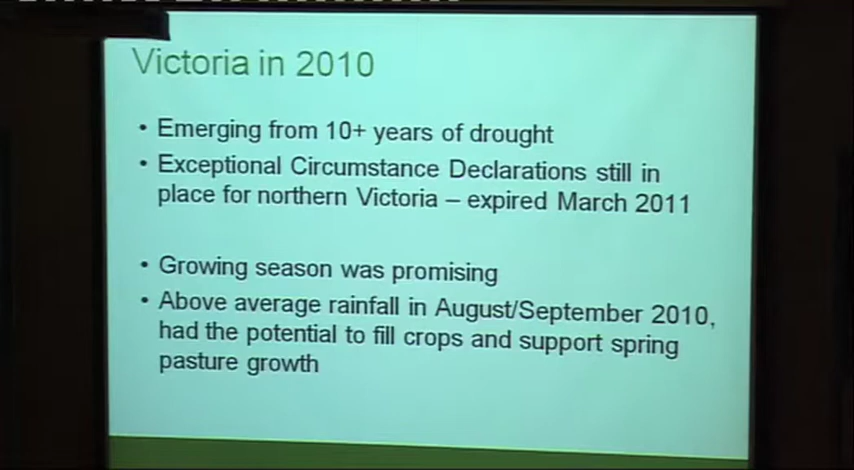 Victoria in 2010
• Emerging from 10+ years of drought
• Exceptional Circumstance Declarations still in
place for northern Victoria – expired March 2011
• Growing season was promising
• Above average rainfall in August/September 2010,
had the potential to fill crops and support spring
pasture growth